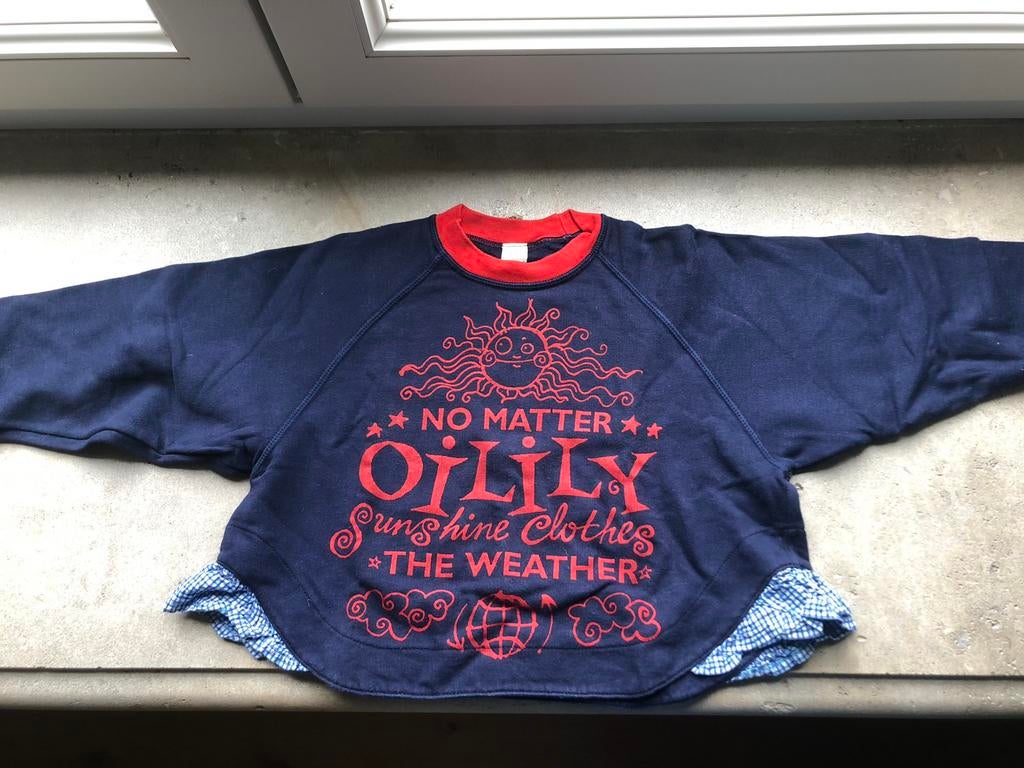 NO MATTER
OiLiLY
Sunshine clothes
THE WEATHER